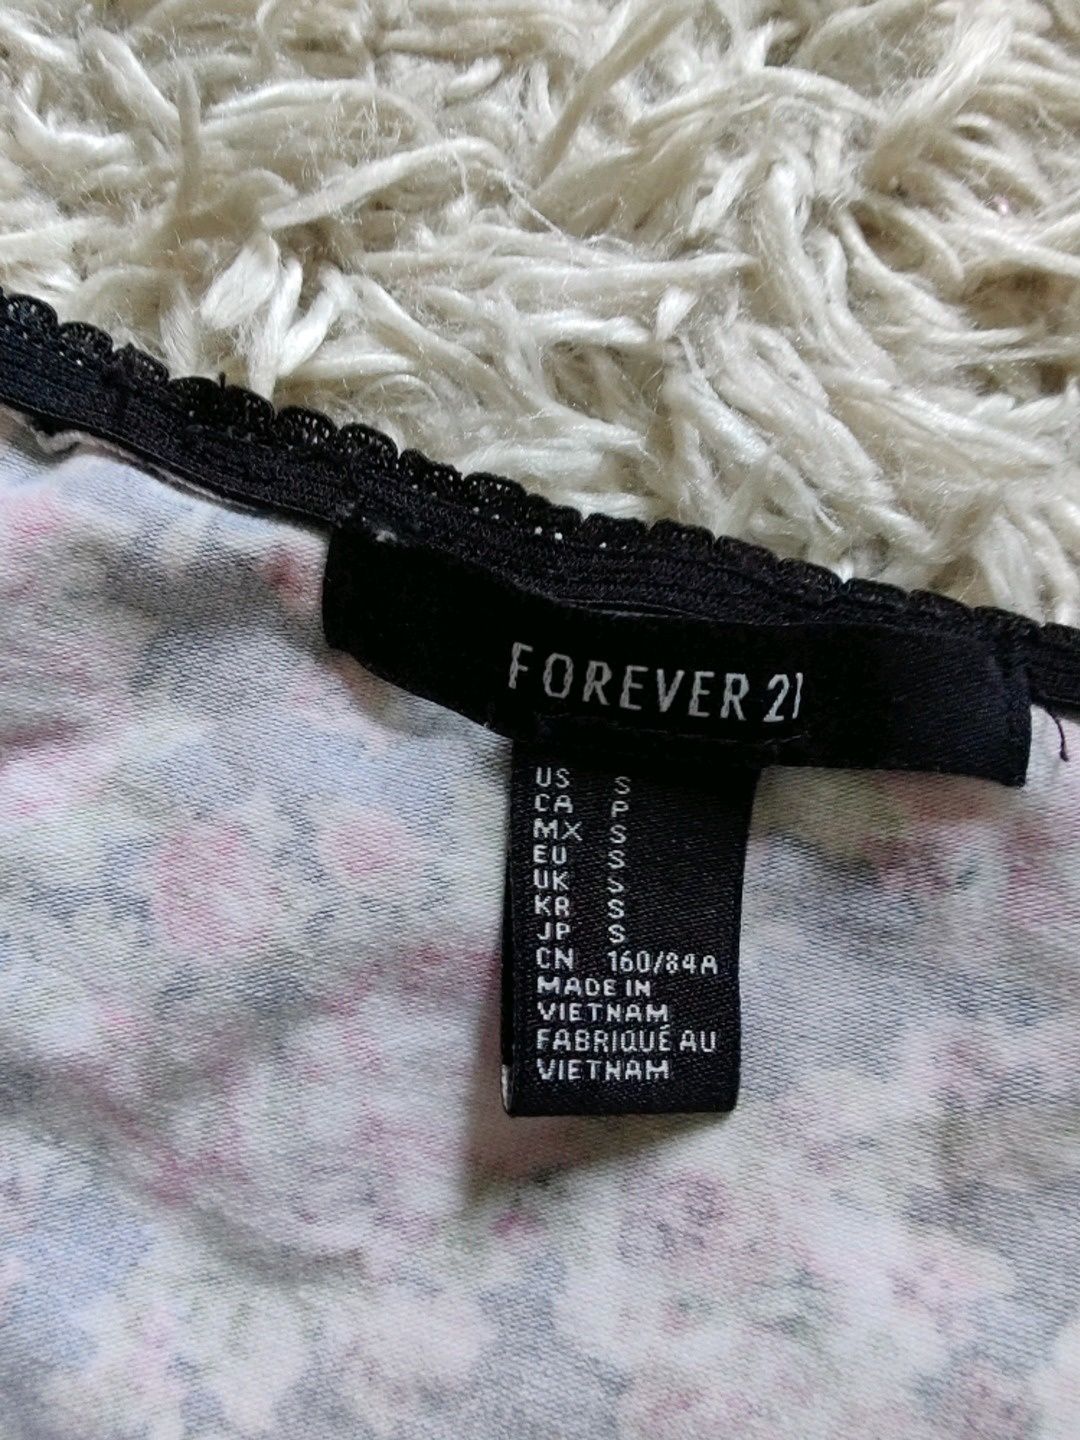 FOREVER 21
US S
CA P
MX S
EU S
UK S
KR S
JP S
CN 160/84A
MADE IN
VIETNAM
FABRIQUÉ AU
VIETNAM